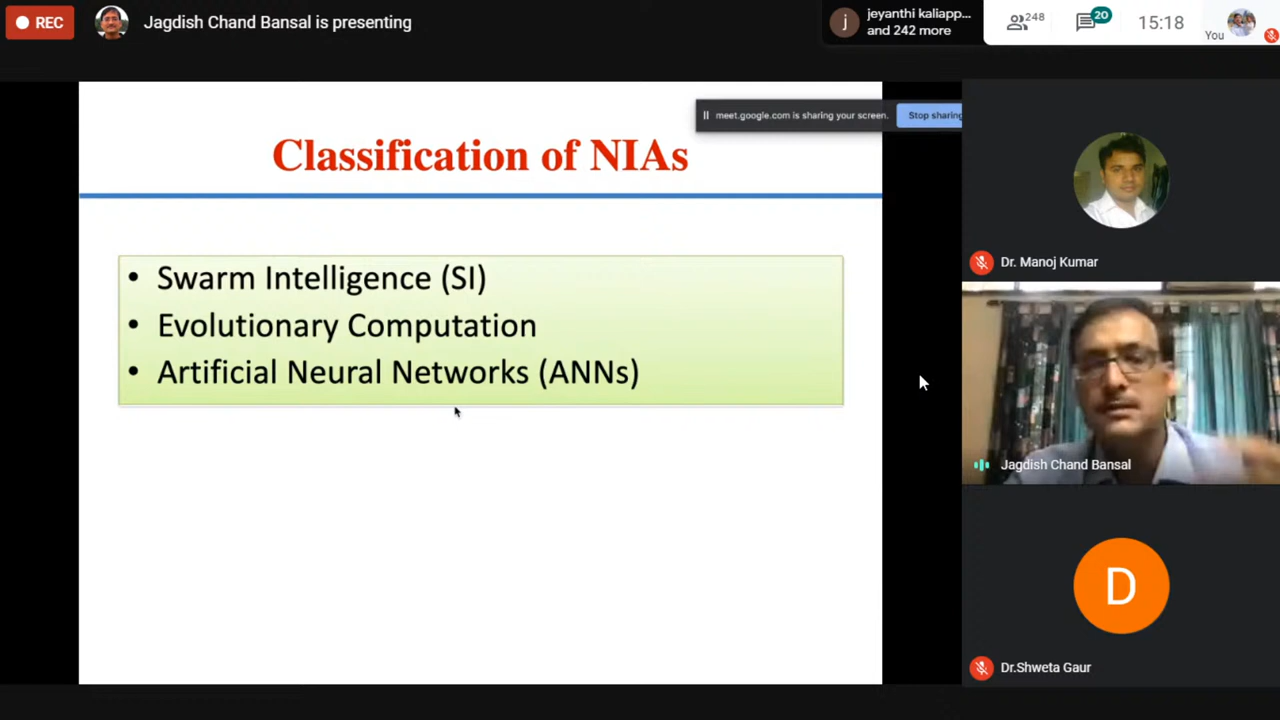 REC
Jagdish Chand Bansal is presenting
j
jeyanthi kaliapp...
and 242 more
248
20
15:18
You
meet.google.com is sharing your screen.
Stop sharing
Classification of NIAs
• Swarm Intelligence (SI)
• Evolutionary Computation
• Artificial Neural Networks (ANNs)
Dr. Manoj Kumar
Jagdish Chand Bansal
D
Dr.Shweta Gaur